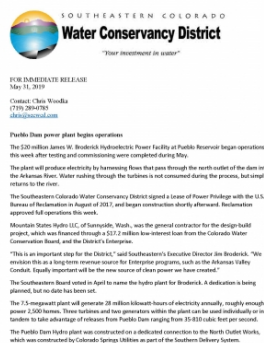 SOUTHEASTERN COLORADO
Water Conservancy District
"Your investment in water"
FOR IMMEDIATE RELEASE
May 31, 2019
Contact: Chris Woodka
(719) 289-0785
chris@secwcd.com
Pueblo Dam power plant begins operations
The $20 million James W. Broderick Hydroelectric Power Facility at Pueblo Reservoir began operations
this week after testing and commissioning were completed during May.
The plant will produce electricity by harnessing flows that pass through the north outlet of the dam int
the Arkansas River. Water rushing through the turbines is not consumed during the process, but simpl
returns to the river.
The Southeastern Colorado Water Conservancy District signed a Lease of Power Privilege with the U.S.
Bureau of Reclamation in August of 2017, and began construction shortly afterward. Reclamation
approved full operations this week.
Mountain States Hydro LLC, of Sunnyside, Wash., was the general contractor for the design-build
project, which was financed through a $17.2 million low-interest loan from the Colorado Water
Conservation Board, and the District's Enterprise.
"This is an important step for the District," said Southeastern's Executive Director Jim Broderick. "We
envision this as a long-term revenue source for Enterprise programs, such as the Arkansas Valley
Conduit. Equally important will be the new source of clean power we have created."
The Southeastern Board voted in April to name the hydro plant for Broderick. A dedication is being
planned, but no date has been set.
The 7.5-megawatt plant will generate 28 million kilowatt-hours of electricity annually, roughly enough
power 2,500 homes. Three turbines and two generators within the plant can be used individually or in
tandem to take advantage of releases from Pueblo Dam ranging from 35-810 cubic feet per second.
The Pueblo Dam Hydro plant was constructed on a dedicated connection to the North Outlet Works,
which was constructed by Colorado Springs Utilities as part of the Southern Delivery System.